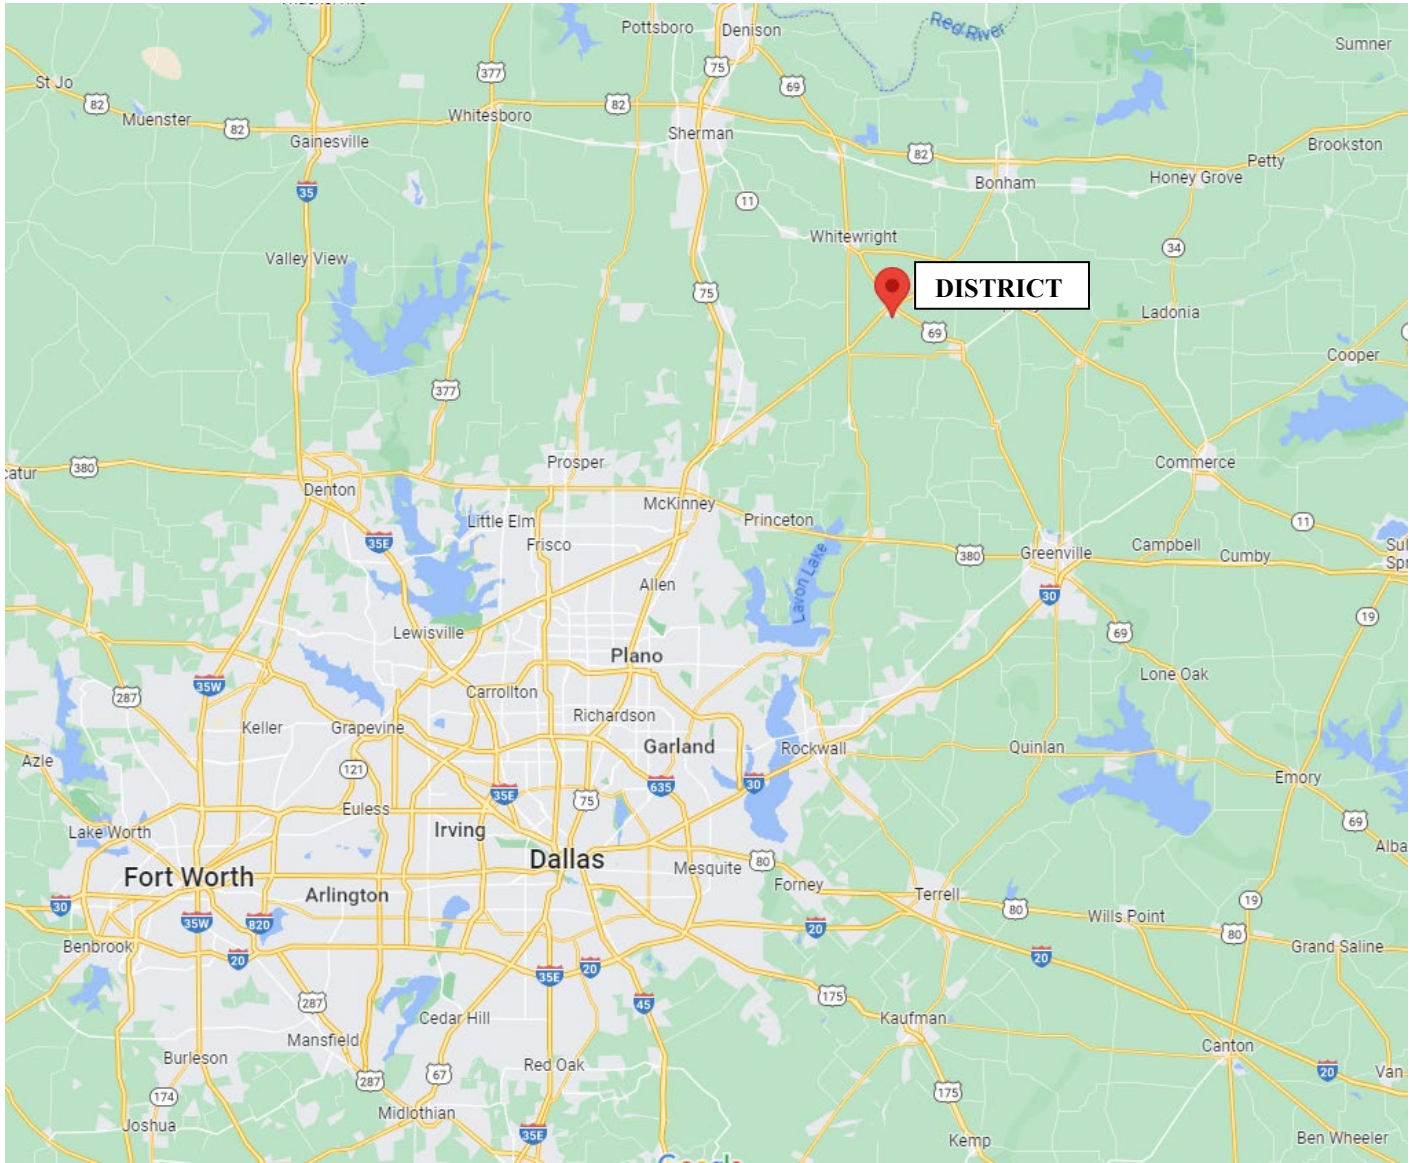 Pottsboro
Denison
Red River
Sumner
St Jo
82
Muenster
82
Gainesville
377
Whitesboro
82
75
69
Sherman
82
Bonham
Honey Grove
Petty
Brookston
35
11
Whitewright
34
Valley View
75
DISTRICT
69
Ladonia
Cooper
377
380
Denton
Prosper
McKinney
Commerce
Little Elm
Frisco
Princeton
11
35E
Allen
Lavon Lake
380
Greenville
Campbell
Cumby
30
19
Lewisville
Plano
69
Lone Oak
35W
287
Carrollton
Keller
Grapevine
Richardson
Garland
Rockwall
Quinlan
Azle
121
635
30
Emory
35E
75
Euless
Irving
69
Lake Worth
Dallas
Fort Worth
Mesquite
80
Arlington
Forney
Terrell
30
35W
820
20
80
Wills Point
19
80
Benbrook
20
35E
20
20
Grand Saline
287
45
175
Cedar Hill
Kaufman
Mansfield
Canton
Burleson
Red Oak
287
67
20
Van
174
175
Joshua
Midlothian
35E
Kemp
Ben Wheeler